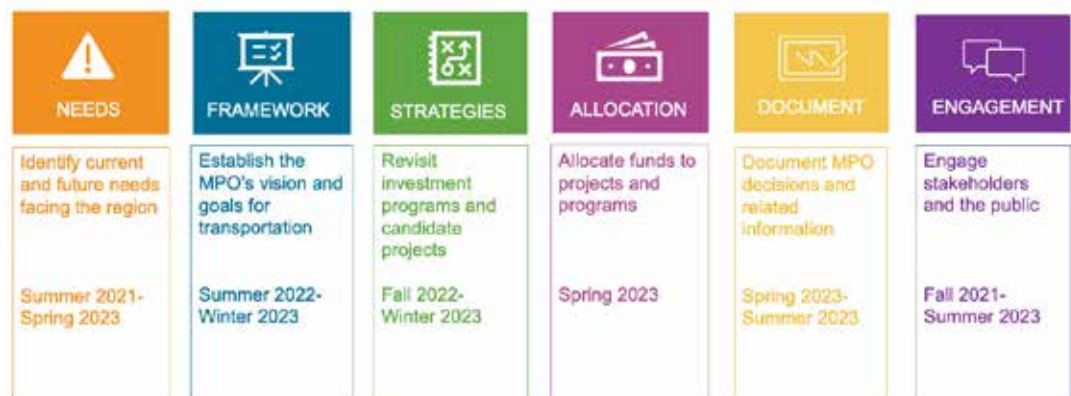 NEEDS
Identify current
and future needs
facing the region
Summer 2021-
Spring 2023
FRAMEWORK
Establish the
MPO's vision and
goals for
transportation
Summer 2022-
Winter 2023
STRATEGIES
Revisit
investment
programs and
candidate
projects
Fall 2022-
Winter 2023
ALLOCATION
Allocate funds to
projects and
programs
Spring 2023
DOCUMENT
Document MPO
decisions and
related
information
Spring 2023-
Summer 2023
ENGAGEMENT
Engage
stakeholders
and the public
Fall 2021-
Summer 2023